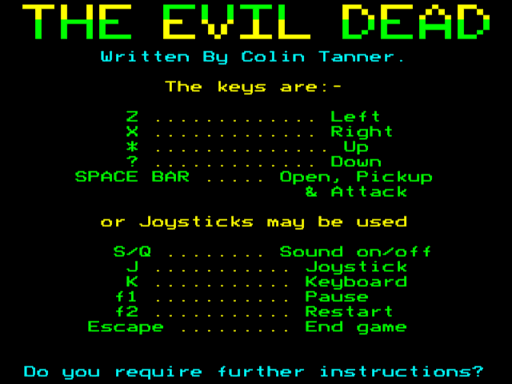 THE EVIL DEAD
Written By Colin Tanner.
The keys are:-
Z ............. Left
X ............. Right
* .............. Up
? ............. Down
SPACE BAR ..... Open, Pickup
& Attack
or Joysticks may be used
S/Q ........ Sound on/off
J ........... Joystick
K ........... Keyboard
f1 ........... Pause
f2 ........... Restart
Escape ......... End game
Do you require further instructions?